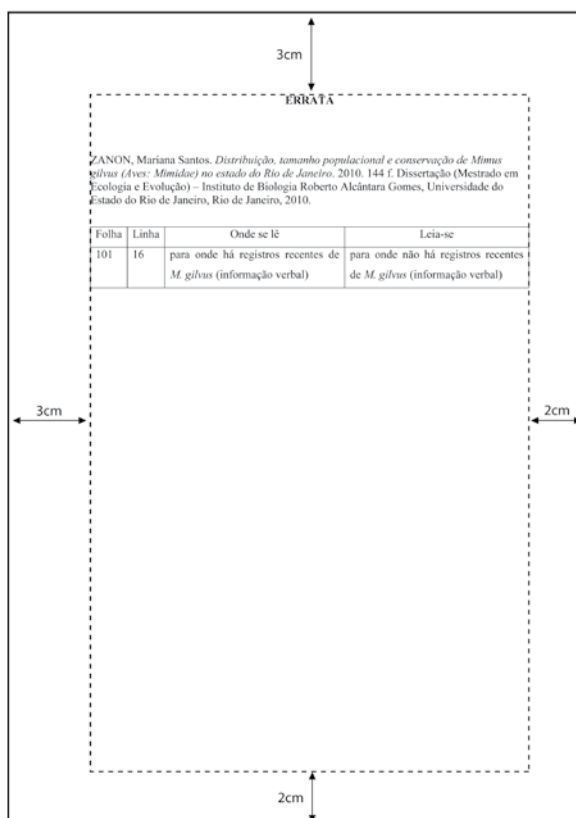 3cm
ERRATA
ZANON, Mariana Santos. Distribuição, tamanho populacional e conservação de Mimus
gilvus (Aves: Mimidae) no estado do Rio de Janeiro. 2010. 144 f. Dissertação (Mestrado em
Ecologia e Evolução) – Instituto de Biologia Roberto Alcântara Gomes, Universidade do
Estado do Rio de Janeiro, Rio de Janeiro, 2010.
Folha Linha Onde se lê Leia-se
101 16 para onde há registros recentes de para onde não há registros recentes
M. gilvus (informação verbal) de M. gilvus (informação verbal)
3cm 2cm
2cm